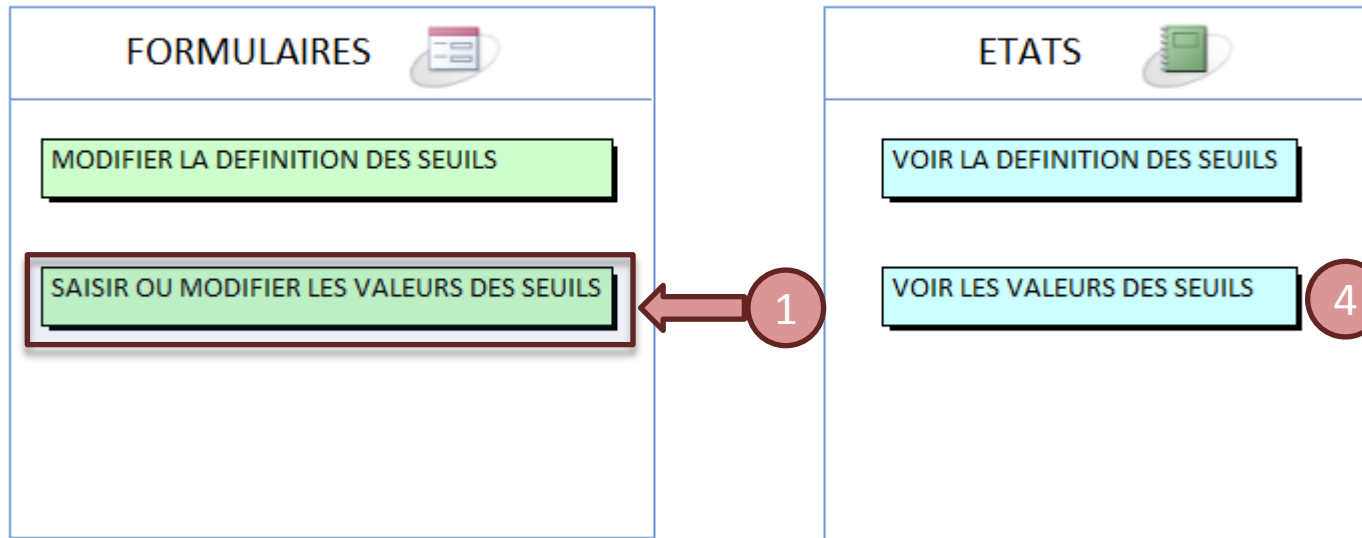 FORMULAIRES
MODIFIER LA DEFINITION DES SEUILS
SAISIR OU MODIFIER LES VALEURS DES SEUILS
1
ETATS
VOIR LA DEFINITION DES SEUILS
VOIR LES VALEURS DES SEUILS
4